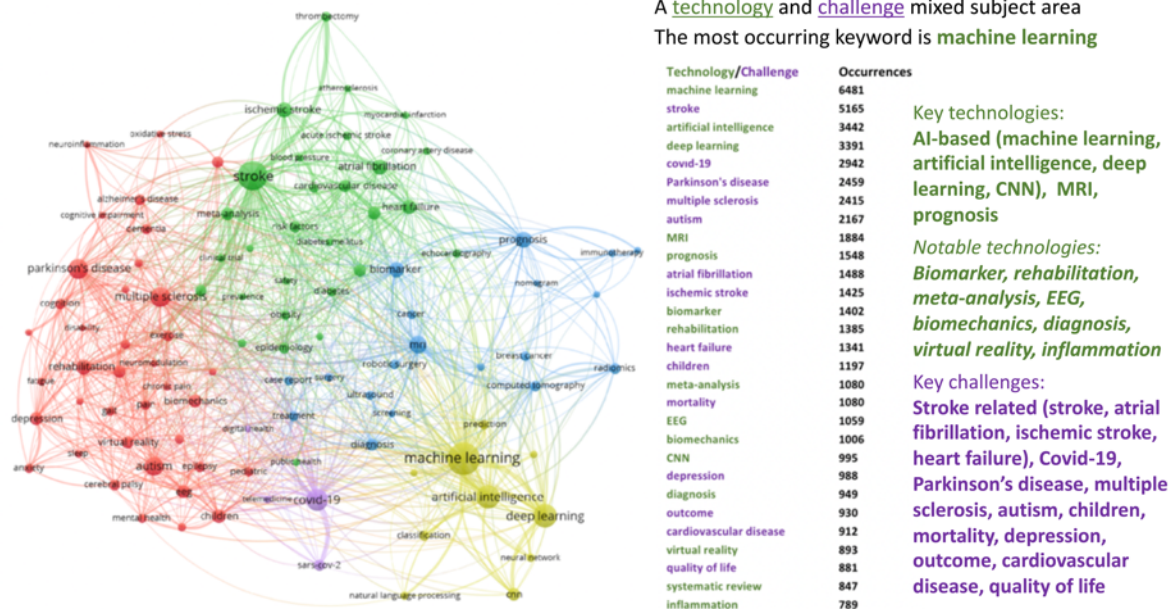 A technology and challenge mixed subject area
The most occurring keyword is machine learning
thrombectomy
atherosclerosis
ischemic stroke
myocardial infarction
oxidative stress
acute ischemic stroke
neuroinflammation
coronary artery disease
blood pressure
atrial fibrillation
stroke
cardiovascular disease
alzheimer's disease
heart failure
cognitive impairment
meta-analysis
risk factors
dementia
diabetes mellitus
prognosis
echocardiography
immunotherapy
clinical trial
parkinson's disease
biomarker
safety
nomogram
diabetes
multiple sclerosis
prevalence
cognition
obesity
cancer
disability
exercise
epidemiology
mri
breast cancer
rehabilitation
neuromodulation
robotic surgery
radiomics
fatigue
case report
surgery
computed tomography
chronic pain
ultrasound
pain
biomechanics
gait
depression
treatment
screening
prediction
digital health
virtual reality
diagnosis
sleep
machine learning
anxiety
autism
epilepsy
pediatric
public health
cerebral palsy
eeg
telemedicine
covid-19
artificial intelligence
mental health
children
deep learning
classification
neural network
sars-cov-2
natural language processing
cnn
Technology/Challenge Occurrences
machine learning 6481
stroke 5165
artificial intelligence 3442
deep learning 3391
covid-19 2942
Parkinson's disease 2459
multiple sclerosis 2415
autism 2167
MRI 1884
prognosis 1548
atrial fibrillation 1488
ischemic stroke 1425
biomarker 1402
rehabilitation 1385
heart failure 1341
children 1197
meta-analysis 1080
mortality 1080
EEG 1059
biomechanics 1006
CNN 995
depression 988
diagnosis 949
outcome 930
cardiovascular disease 912
virtual reality 893
quality of life 881
systematic review 847
inflammation 789
Key technologies:
AI-based (machine learning,
artificial intelligence, deep
learning, CNN), MRI,
prognosis
Notable technologies:
Biomarker, rehabilitation,
meta-analysis, EEG,
biomechanics, diagnosis,
virtual reality, inflammation
Key challenges:
Stroke related (stroke, atrial
fibrillation, ischemic stroke,
heart failure), Covid-19,
Parkinson's disease, multiple
sclerosis, autism, children,
mortality, depression,
outcome, cardiovascular
disease, quality of life